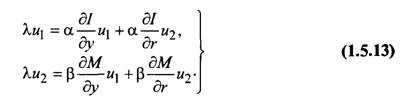 λu₁ = α ∂I/∂y u₁ + α ∂I/∂r u₂,
λu₂ = β ∂M/∂y u₁ + β ∂M/∂r u₂. } (1.5.13)